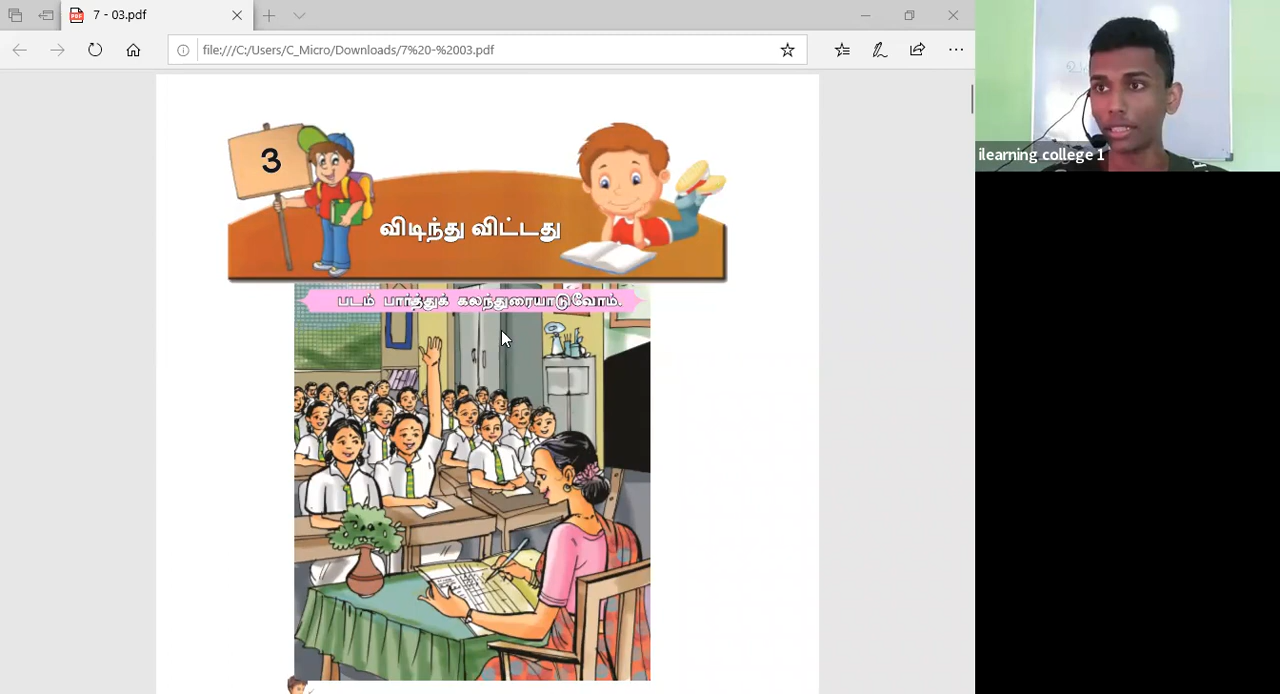 7 - 03.pdf
file:///C:/Users/C_Micro/Downloads/7%20-%2003.pdf
ilearning college 1
3
விடிந்து விட்டது
படம் பார்த்துக் கலந்துரையாடுவோம்.